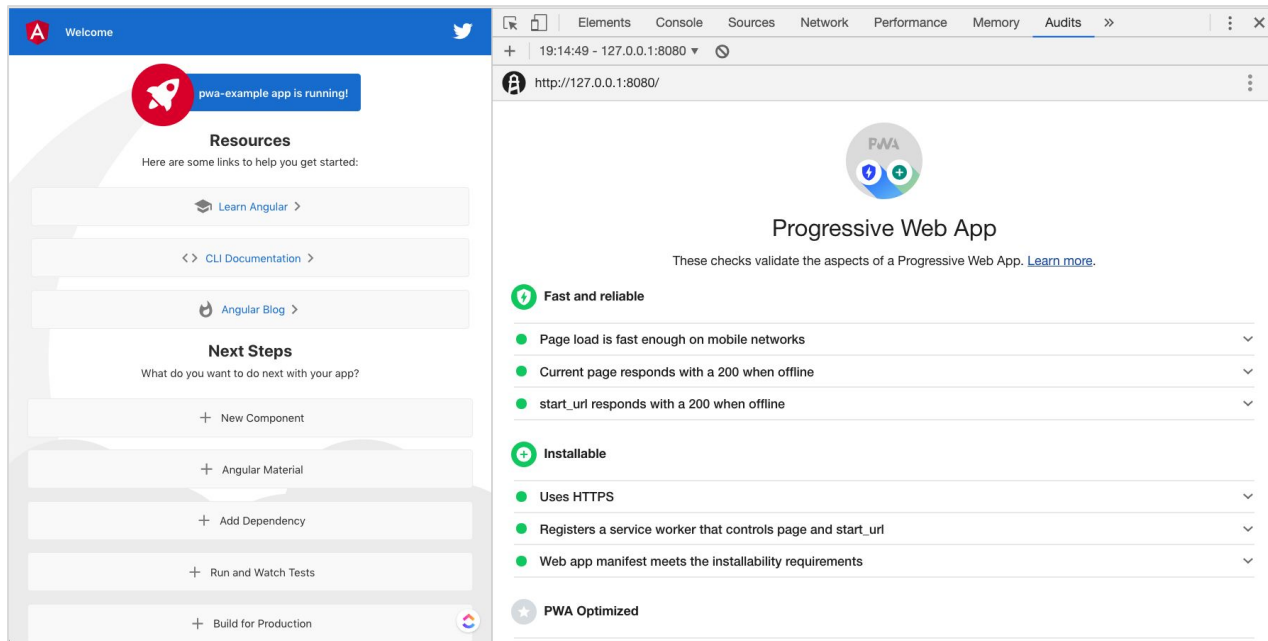 Welcome
pwa-example app is running!
Resources
Here are some links to help you get started:
Learn Angular
CLI Documentation
Angular Blog
Next Steps
What do you want to do next with your app?
New Component
Angular Material
Add Dependency
Run and Watch Tests
Build for Production
Elements Console Sources Network Performance Memory Audits »
19:14:49 - 127.0.0.1:8080 ▼
http://127.0.0.1:8080/
PWA
Progressive Web App
These checks validate the aspects of a Progressive Web App. Learn more.
Fast and reliable
Page load is fast enough on mobile networks
Current page responds with a 200 when offline
start_url responds with a 200 when offline
Installable
Uses HTTPS
Registers a service worker that controls page and start_url
Web app manifest meets the installability requirements
PWA Optimized